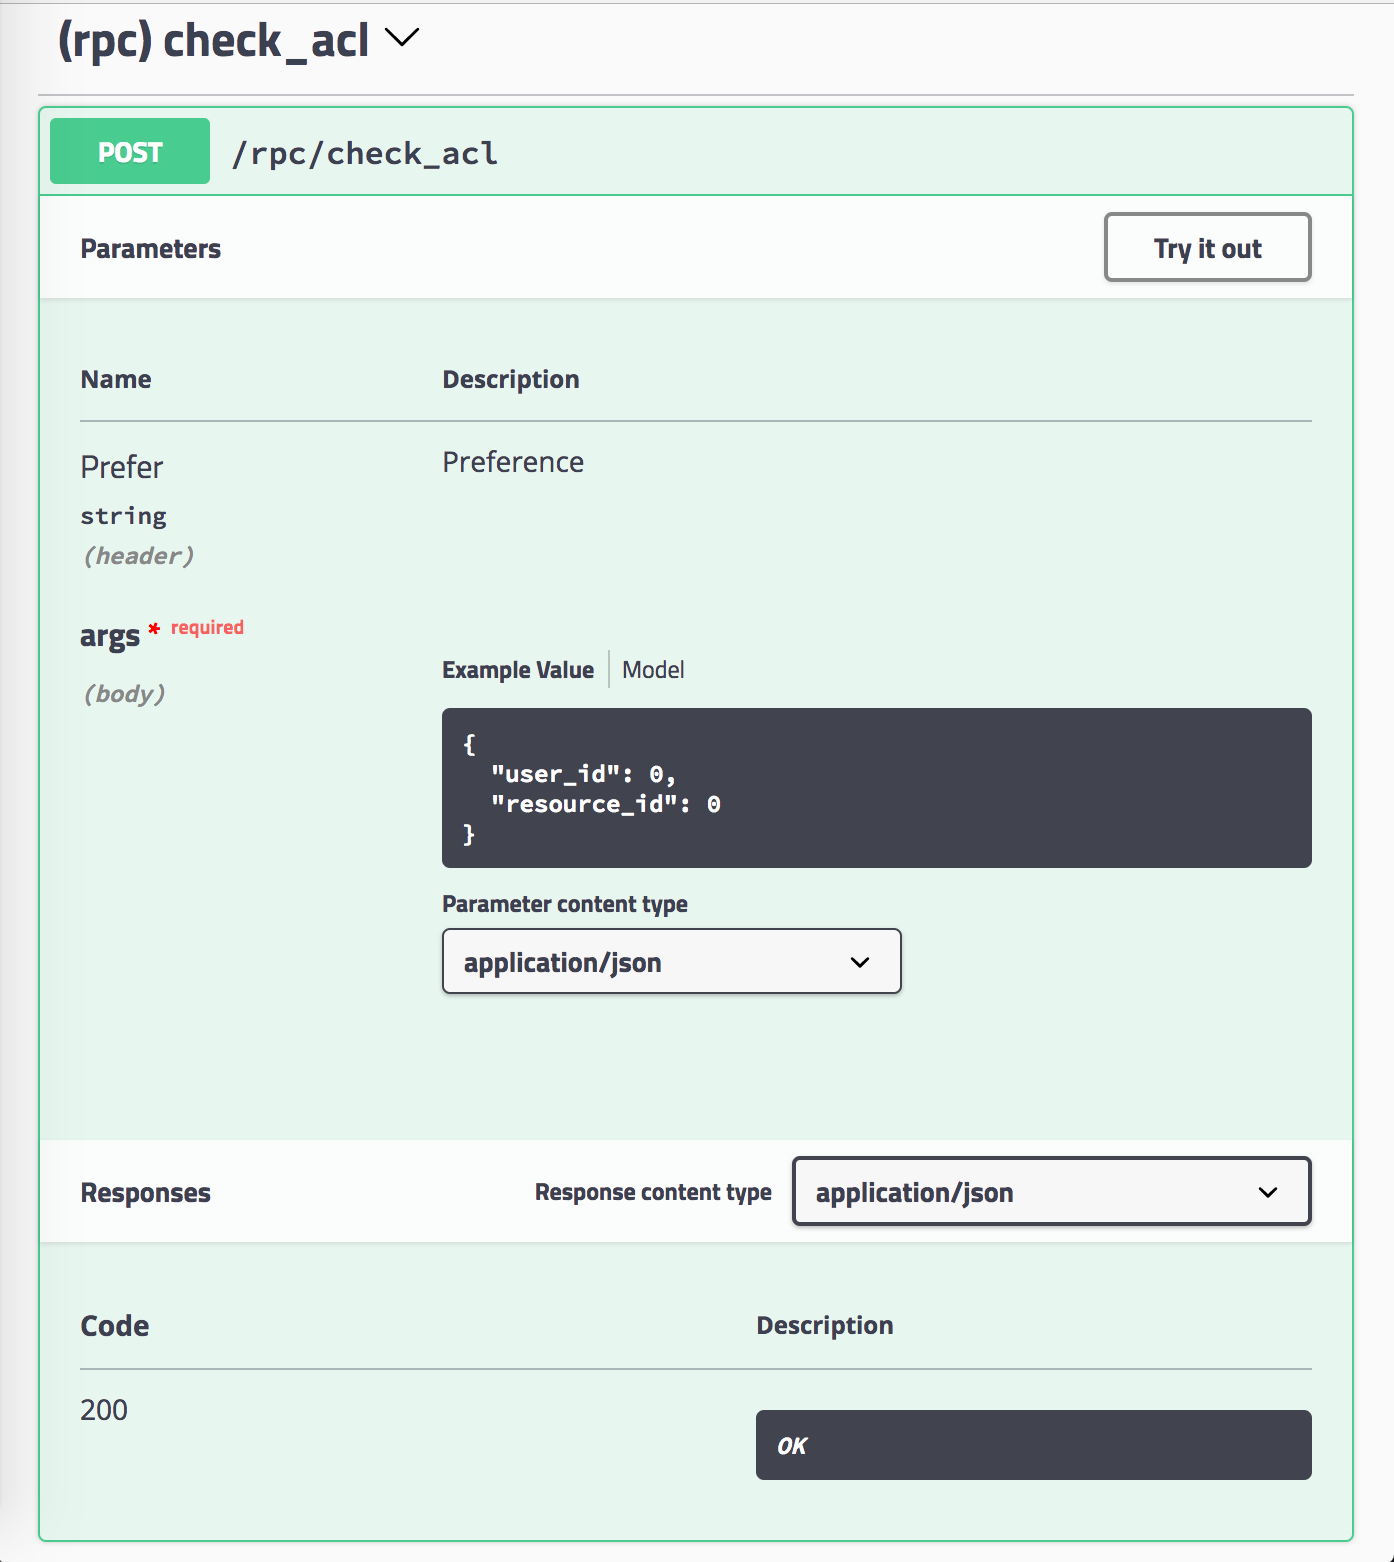 (rpc) check_acl
POST /rpc/check_acl
Parameters
Try it out
Name Description
Prefer
Preference
string
(header)
args * required
(body)
Example Value Model
{
"user_id": 0,
"resource_id": 0
}
Parameter content type
application/json
Responses
Response content type
application/json
Code Description
200
OK